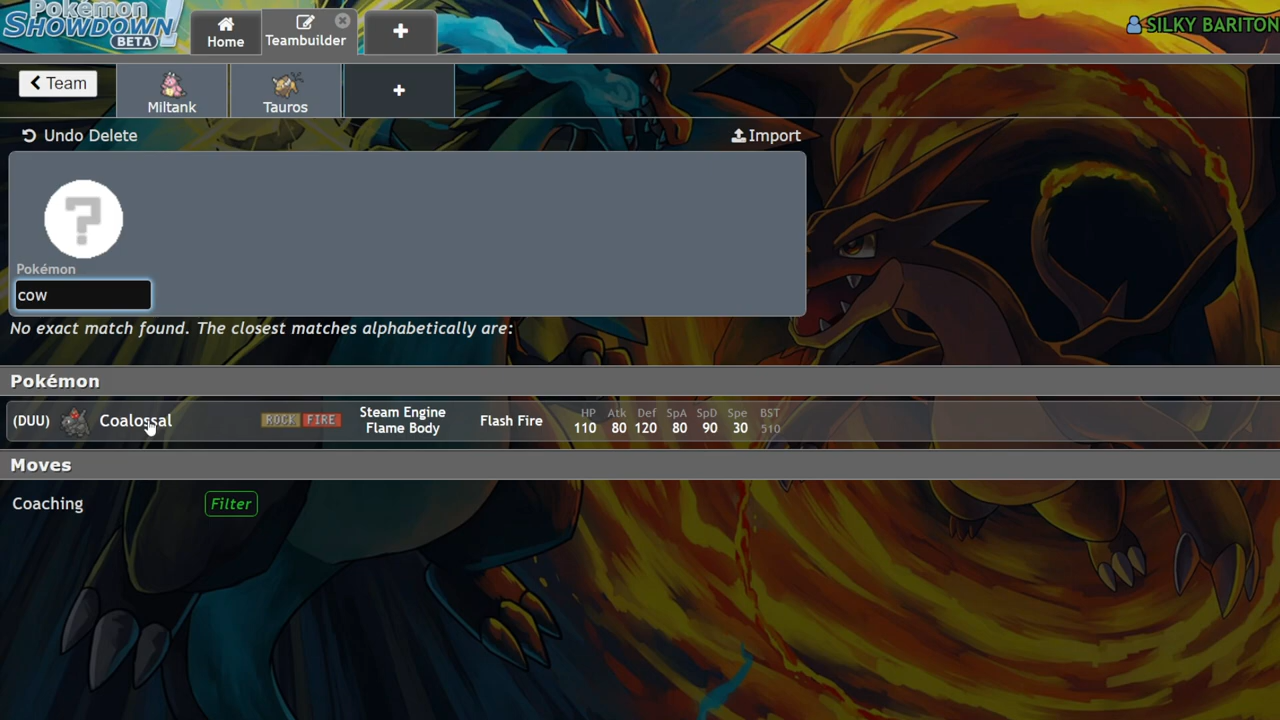 Pokémon
SHOWDOWN!
BETA
Home
Teambuilder
SILKY BARITON
Team
Miltank
Tauros
Undo Delete
Import
Pokémon
cow
No exact match found. The closest matches alphabetically are:
Pokémon
(DUU) Coalossal ROCK FIRE Steam Engine Flame Body Flash Fire HP 110 Atk 80 Def 120 SpA 80 SpD 90 Spe 30 BST 510
Moves
Coaching Filter